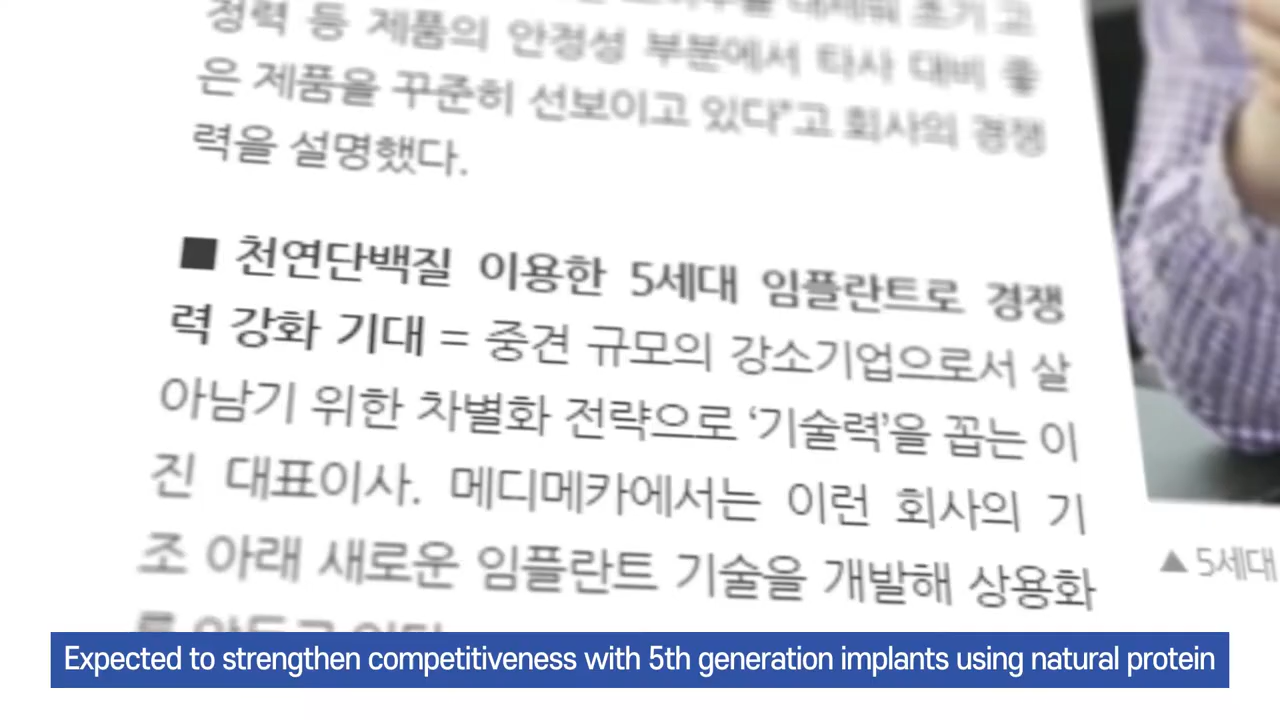 초기 고
정력 등 제품의 안정성 부분에서 타사 대비 좋
은 제품을 꾸준히 선보이고 있다"고 회사의 경쟁
력을 설명했다.
■ 천연단백질 이용한 5세대 임플란트로 경쟁
력 강화 기대 = 중견 규모의 강소기업으로서 살
아남기 위한 차별화 전략으로 ‘기술력’을 꼽는 이
진 대표이사. 메디메카에서는 이런 회사의 기
조 아래 새로운 임플란트 기술을 개발해 상용화
▲ 5세대
Expected to strengthen competitiveness with 5th generation implants using natural protein